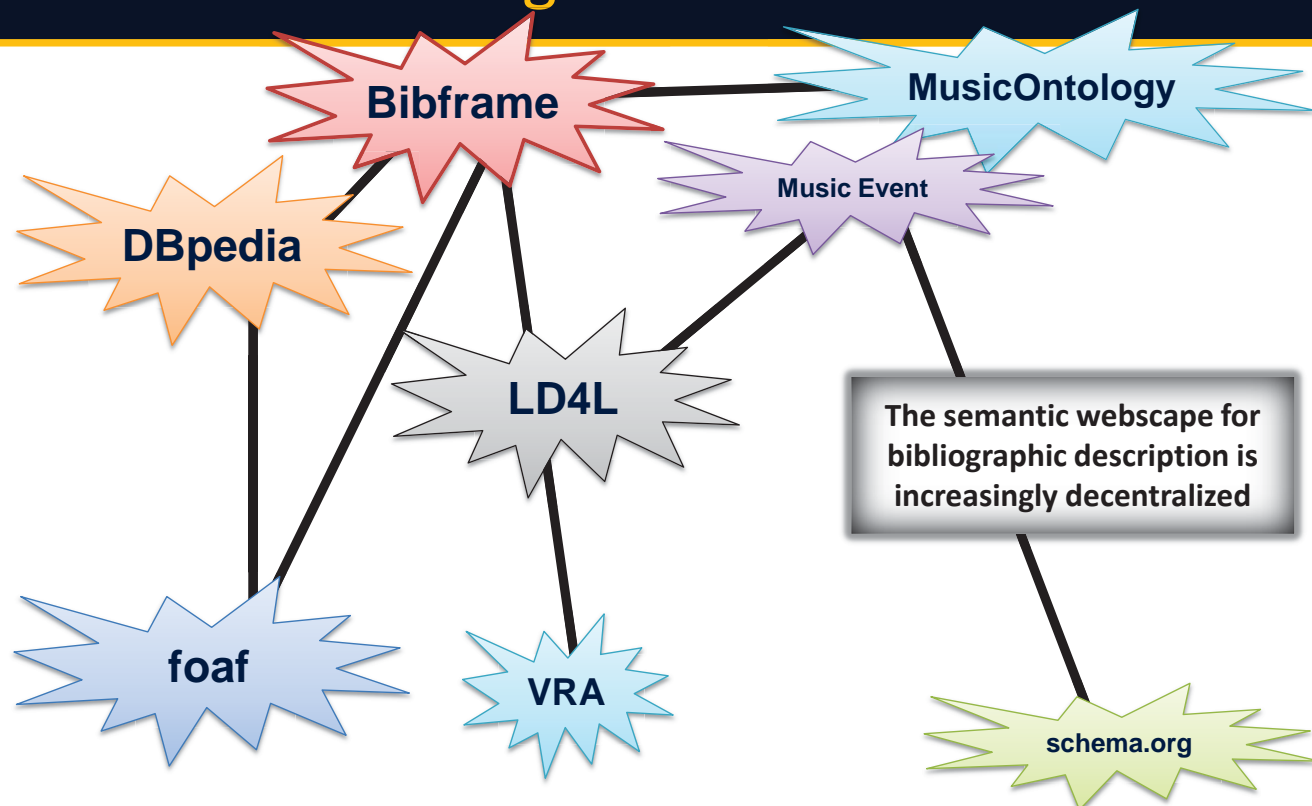 Bibframe
MusicOntology
Music Event
DBpedia
LD4L
The semantic webscape for
bibliographic description is
increasingly decentralized
foaf
VRA
schema.org